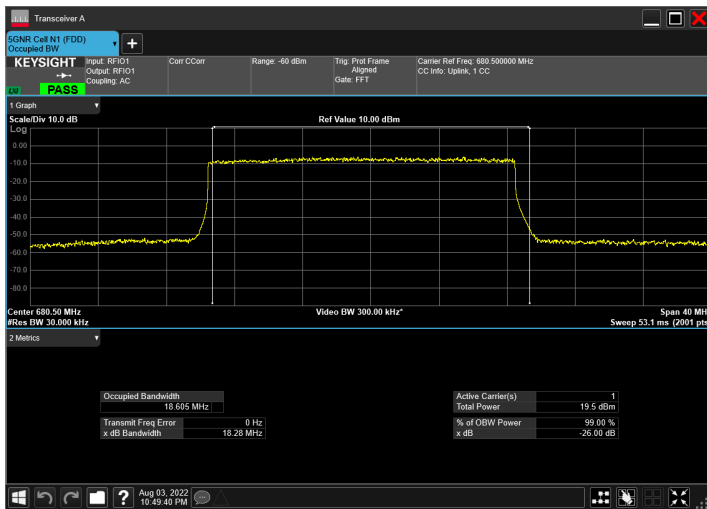 Transceiver A
5GNR Cell N1 (FDD)
Occupied BW
KEYSIGHT
LXI
PASS
Input: RFIO1
Output: RFIO1
Coupling: AC
Corr CCorr
Range: -60 dBm
Trig: Prot Frame
Aligned
Gate: FFT
Carrier Ref Freq: 680.500000 MHz
CC Info: Uplink, 1 CC
1 Graph
Scale/Div 10.0 dB
Ref Value 10.00 dBm
Log
0.00
-10.0
-20.0
-30.0
-40.0
-50.0
-60.0
-70.0
-80.0
Center 680.50 MHz
Video BW 300.00 kHz*
Span 40 MH
#Res BW 30.000 kHz
Sweep 53.1 ms (2001 pts
2 Metrics
Occupied Bandwidth
18.605 MHz
Transmit Freq Error 0 Hz
x dB Bandwidth 18.28 MHz
Active Carrier(s) 1
Total Power 19.5 dBm
% of OBW Power 99.00 %
x dB -26.00 dB
?
Aug 03, 2022
10:49:40 PM